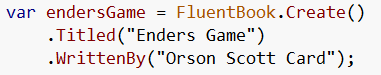 var endersGame = FluentBook.Create()
.Titled("Enders Game")
.WrittenBy("Orson Scott Card");